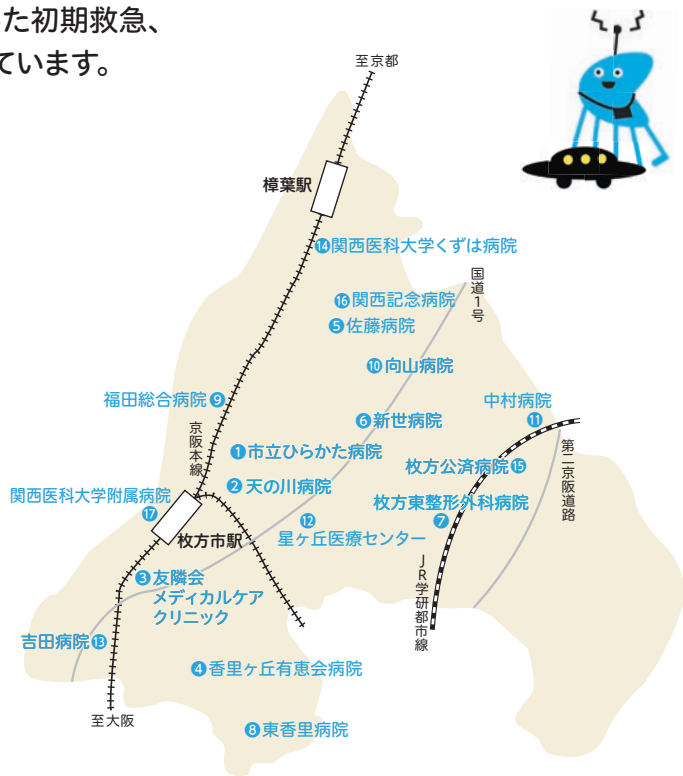 た初期救急、
ています。
至京都
樟葉駅
⑭関西医科大学くずは病院
国道1号
⑯関西記念病院
⑤佐藤病院
⑩向山病院
福田総合病院⑨
中村病院
⑪
京阪本線
⑥新世病院
①市立ひらかた病院
第二京阪道路
枚方公済病院⑮
②天の川病院
関西医科大学附属病院
⑰
枚方東整形外科病院
⑦
⑫
星ヶ丘医療センター
枚方市駅
JR学研都市線
③友隣会
メディカルケア
クリニック
吉田病院⑬
④香里ヶ丘有恵会病院
至大阪
⑧東香里病院